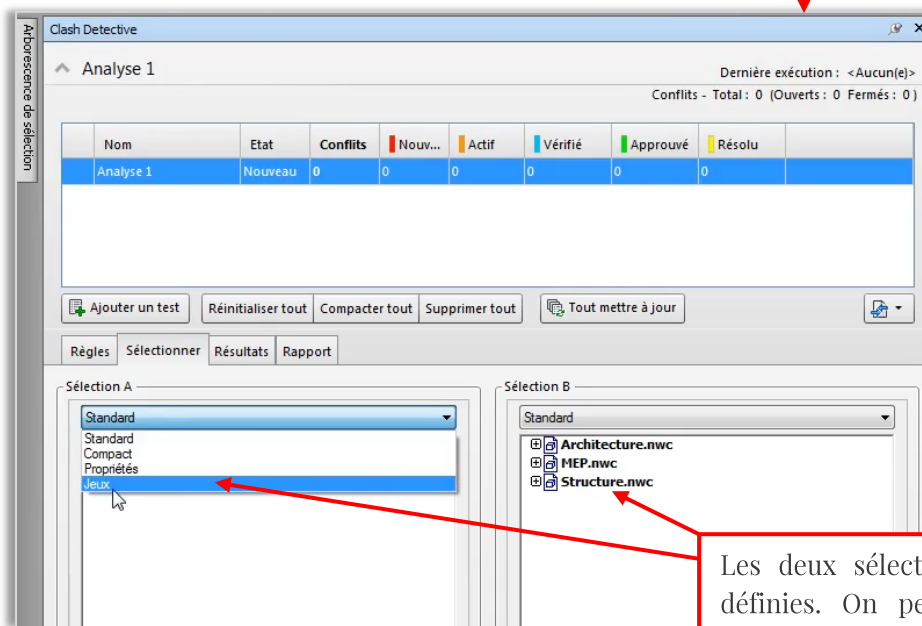 Arborescence de sélection
Clash Detective
Analyse 1
Dernière exécution : <Aucun(e)>
Conflits - Total : 0 (Ouverts : 0 Fermés : 0)
Nom Etat Conflits Nouv... Actif Vérifié Approuvé Résolu
Analyse 1 Nouveau 0 0 0 0 0 0
Ajouter un test Réinitialiser tout Compacter tout Supprimer tout Tout mettre à jour
Règles Sélectionner Résultats Rapport
Sélection A Sélection B
Standard Standard
Standard
Compact
Propriétés
Jeux
Architecture.nwc
MEP.nwc
Structure.nwc
Les deux sélect
définies. On pe